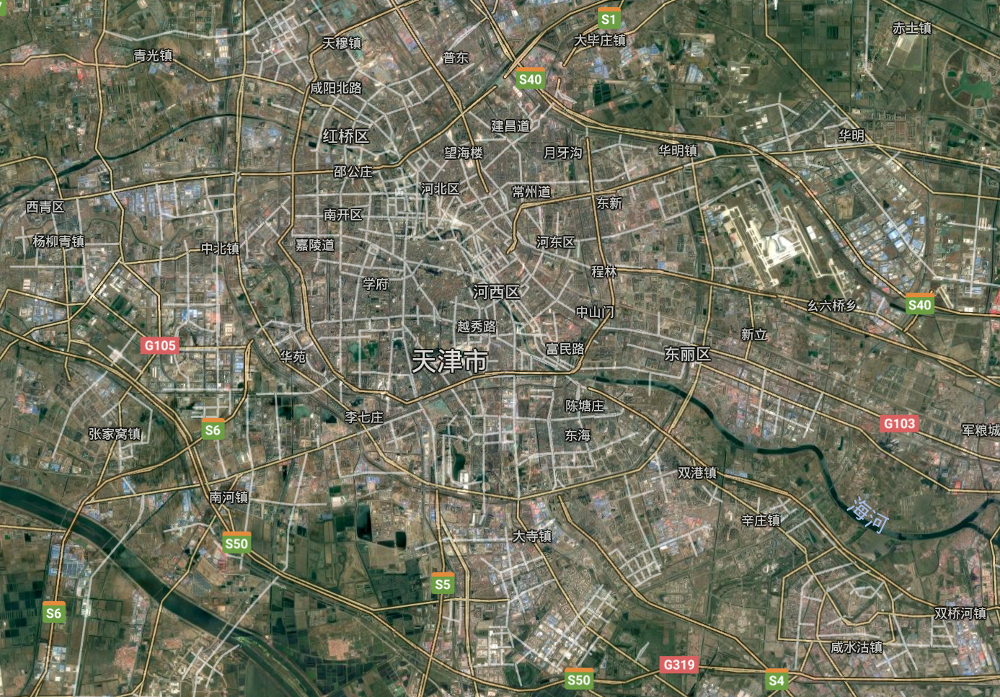 S1
赤土镇
大毕庄镇
天穆镇
青光镇
普东
S40
咸阳北路
建昌道
红桥区
华明
望海楼
月牙沟
华明镇
邵公庄
河北区
常州道
东新
西青区
南开区
杨柳青镇
中北镇
嘉陵道
河东区
程林
学府
河西区
S40
幺六桥乡
中山门
越秀路
新立
G105
华苑
天津市
富民路
东丽区
陈塘庄
李七庄
G103
S6
军粮城
张家窝镇
东海
双港镇
南河镇
海河
辛庄镇
大寺镇
S50
S5
S6
双桥河镇
咸水沽镇
G319
S50
S4